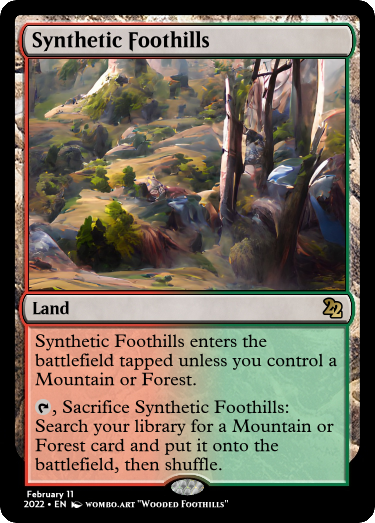 Synthetic Foothills
Land
22
Synthetic Foothills enters the
battlefield tapped unless you control a
Mountain or Forest.
, Sacrifice Synthetic Foothills:
Search your library for a Mountain or
Forest card and put it onto the
battlefield, then shuffle.
February 11
2022 • EN wombo.art "Wooded Foothills"